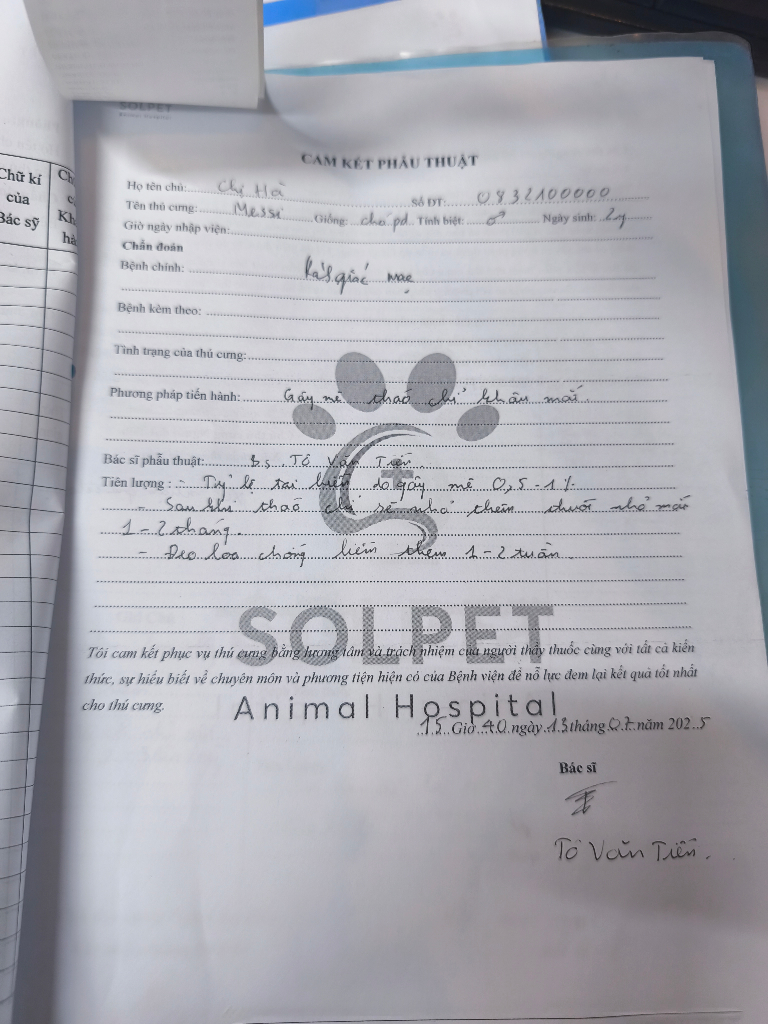 SOLPET
Chữ kí
của
Bác sỹ
CAM KẾT PHẪU THUẬT
Họ tên chủ: Chị Hà Số ĐT: 0832100000
Tên thú cưng: Messi Giống: chó pd Tính biệt: ♂ Ngày sinh: 2y
Giờ ngày nhập viện:
Chẩn đoán
Bệnh chính: giác mạc
Bệnh kèm theo:
Tình trạng của thú cưng:
Phương pháp tiến hành: Gây mê tháo chỉ khâu mắt.
Bác sĩ phẫu thuật: Bs Tô Văn Tiến
Tiên lượng: - Tỷ lệ tai biến do gây mê 0,5-1%
- Sau khi tháo chỉ sẽ nhỏ thêm thuốc nhỏ mắt
1-2 tháng.
- Đeo loa chống liếm thêm 1-2 tuần.
SOLPET
Tôi cam kết phục vụ thú cưng bằng lương tâm và trách nhiệm của người thầy thuốc cùng với tất cả kiến
thức, sự hiểu biết về chuyên môn và phương tiện hiện có của Bệnh viện để nỗ lực đem lại kết quả tốt nhất
cho thú cưng.
Animal Hospital
15 Giờ 40 ngày 13 tháng 07 năm 2025
Bác sĩ
Tô Văn Tiến.